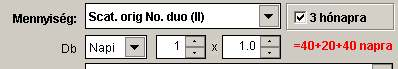 Mennyiség: Scat. orig No. duo (II) 3 hónapra
Db Napi 1 x 1.0 =40+20+40 napra